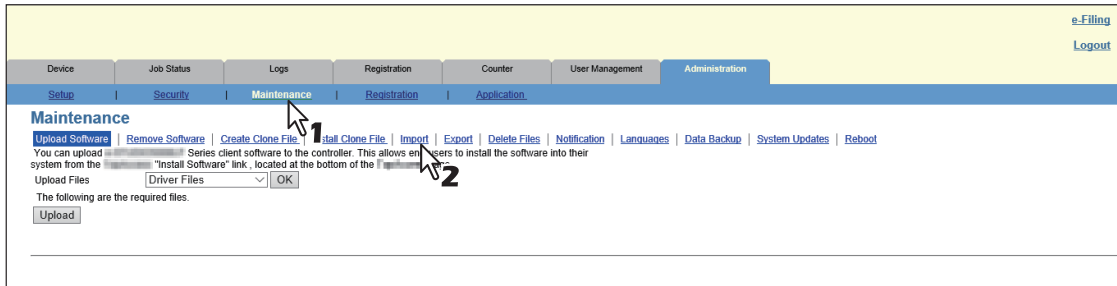 e-Filing
Logout
Device Job Status Logs Registration Counter User Management Administration
Setup | Security | Maintenance | Registration | Application
Maintenance
1
Upload Software | Remove Software | Create Clone File | Install Clone File | Import | Export | Delete Files | Notification | Languages | Data Backup | System Updates | Reboot
You can upload Series client software to the controller. This allows end users to install the software into their
system from the "Install Software" link , located at the bottom of the
2
Upload Files Driver Files OK
The following are the required files.
Upload